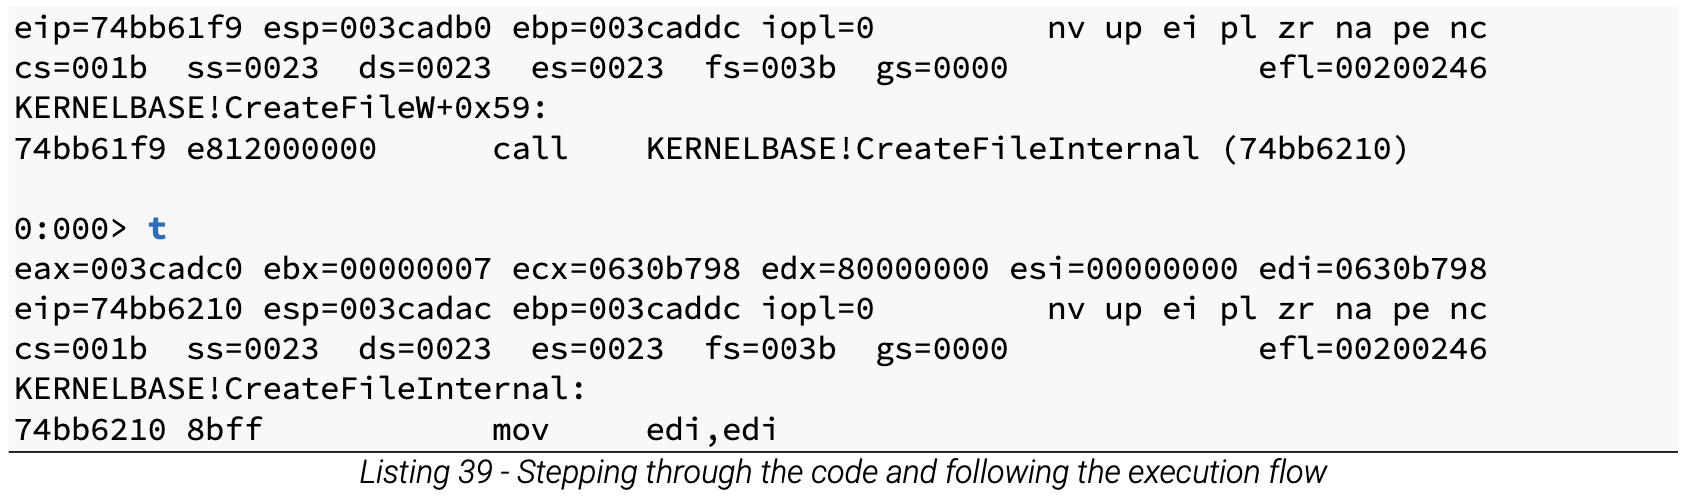 eip=74bb61f9 esp=003cadb0 ebp=003caddc iopl=0         nv up ei pl zr na pe nc
cs=001b  ss=0023  ds=0023  es=0023  fs=003b  gs=0000             efl=00200246
KERNELBASE!CreateFileW+0x59:
74bb61f9 e812000000      call    KERNELBASE!CreateFileInternal (74bb6210)

0:000> t
eax=003cadc0 ebx=00000007 ecx=0630b798 edx=80000000 esi=00000000 edi=0630b798
eip=74bb6210 esp=003cadac ebp=003caddc iopl=0         nv up ei pl zr na pe nc
cs=001b  ss=0023  ds=0023  es=0023  fs=003b  gs=0000             efl=00200246
KERNELBASE!CreateFileInternal:
74bb6210 8bff            mov     edi,edi
Listing 39 - Stepping through the code and following the execution flow